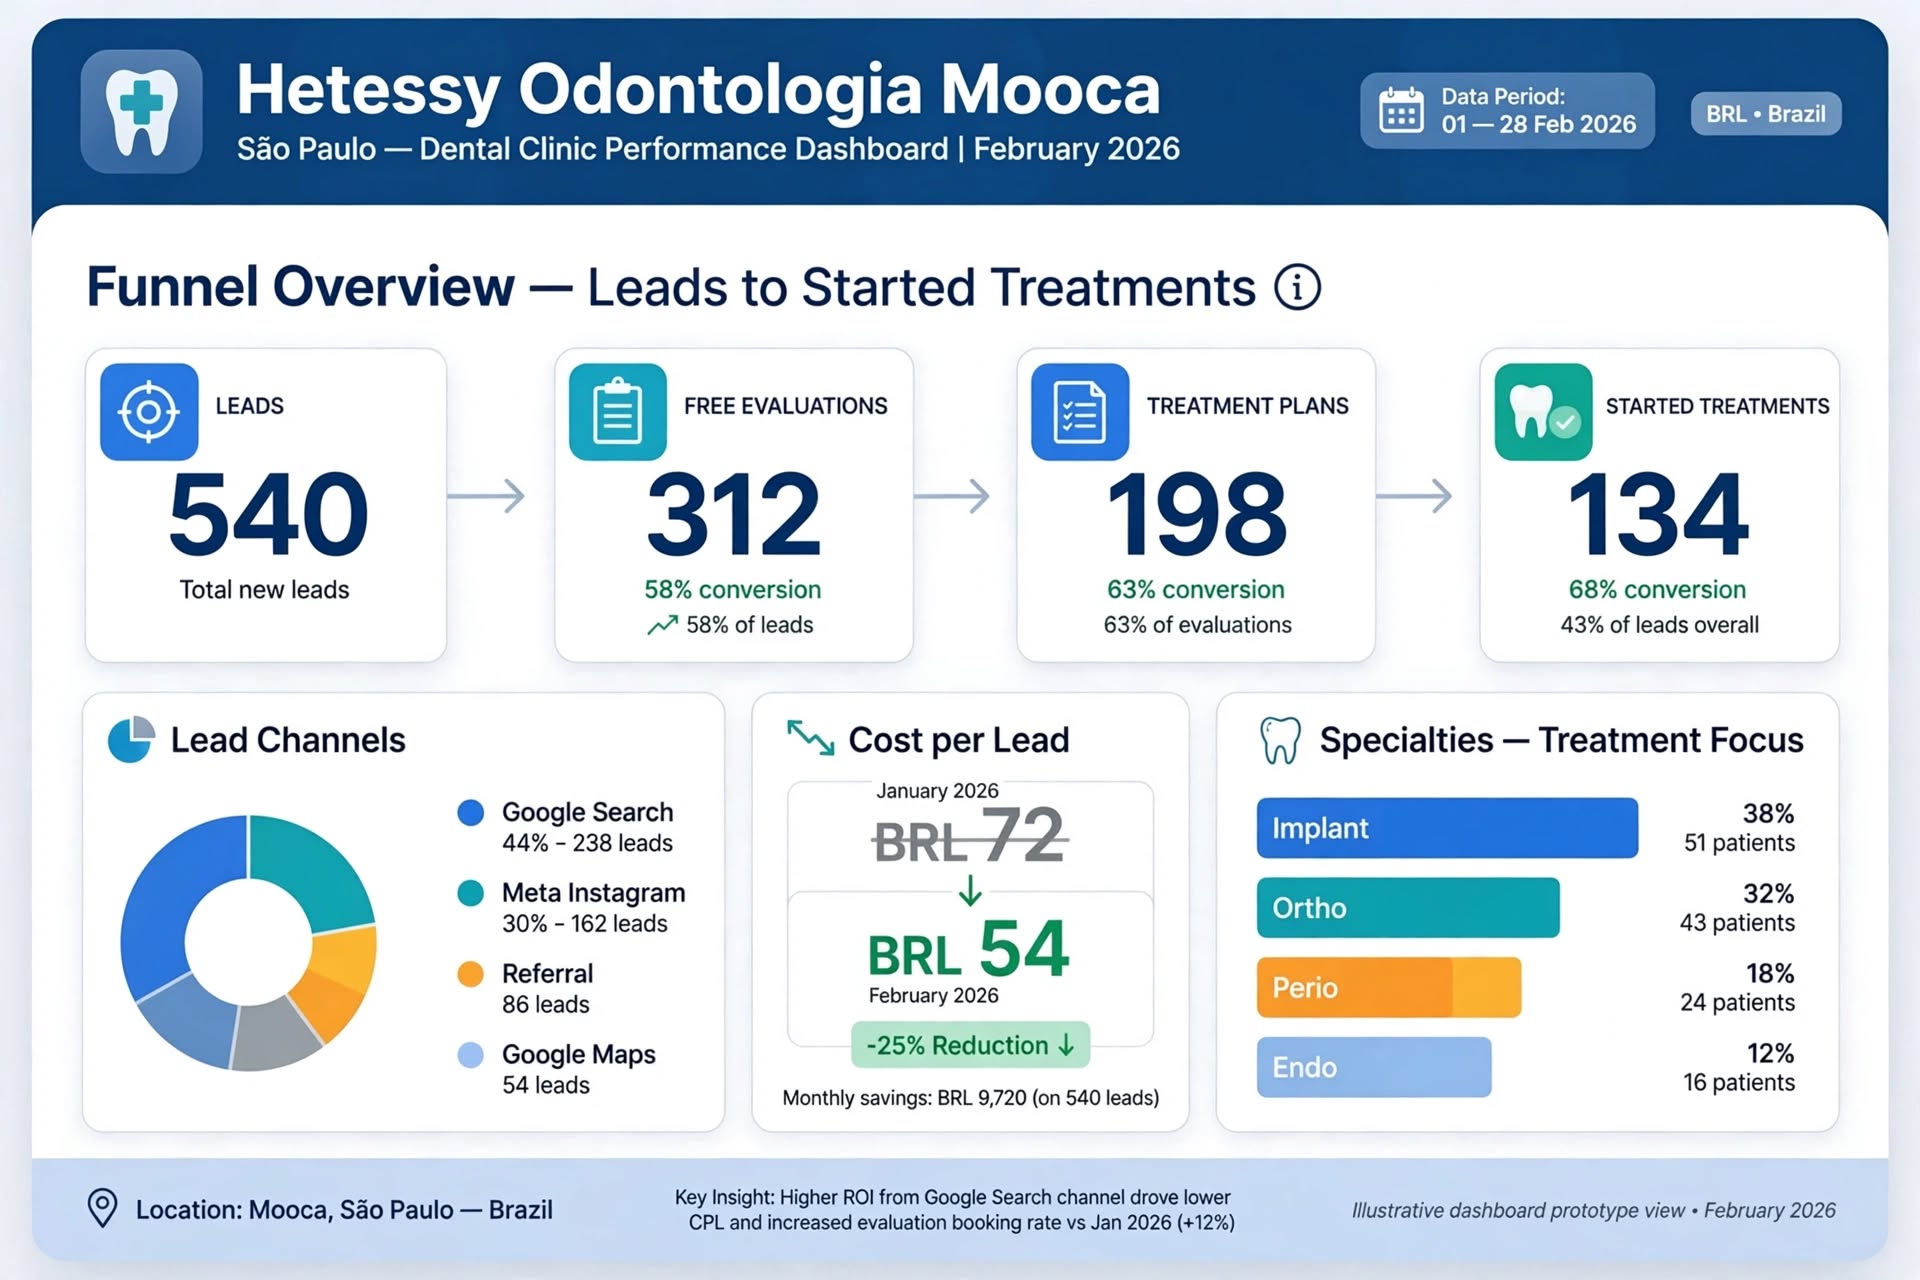 Hetessy Odontologia Mooca
São Paulo — Dental Clinic Performance Dashboard | February 2026
Data Period:
01 — 28 Feb 2026
BRL • Brazil
Funnel Overview — Leads to Started Treatments
LEADS
540
Total new leads
FREE EVALUATIONS
312
58% conversion
58% of leads
TREATMENT PLANS
198
63% conversion
63% of evaluations
STARTED TREATMENTS
134
68% conversion
43% of leads overall
Lead Channels
Google Search
44% – 238 leads
Meta Instagram
30% – 162 leads
Referral
86 leads
Google Maps
54 leads
Cost per Lead
January 2026
BRL 72
BRL 54
February 2026
-25% Reduction ↓
Monthly savings: BRL 9,720 (on 540 leads)
Specialties — Treatment Focus
Implant
38%
51 patients
Ortho
32%
43 patients
Perio
18%
24 patients
Endo
12%
16 patients
Location: Mooca, São Paulo — Brazil
Key Insight: Higher ROI from Google Search channel drove lower
CPL and increased evaluation booking rate vs Jan 2026 (+12%)
Illustrative dashboard prototype view • February 2026